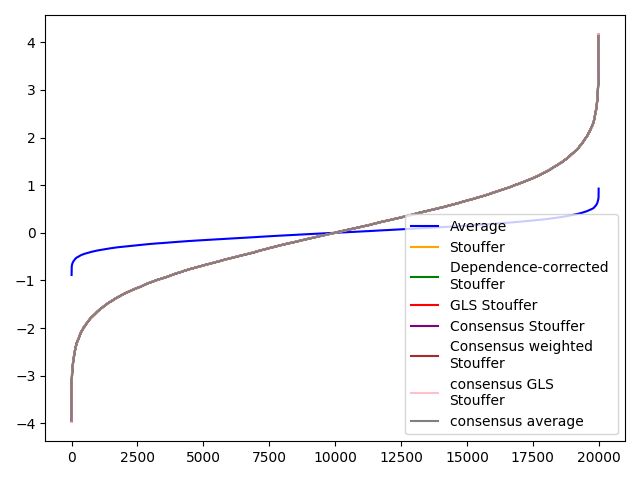 4
3
2
1
0
−1
−2
−3
−4
0
2500
5000
7500
10000
12500
15000
17500
20000
Average
Stouffer
Dependence-corrected
Stouffer
GLS Stouffer
Consensus Stouffer
Consensus weighted
Stouffer
consensus GLS
Stouffer
consensus average